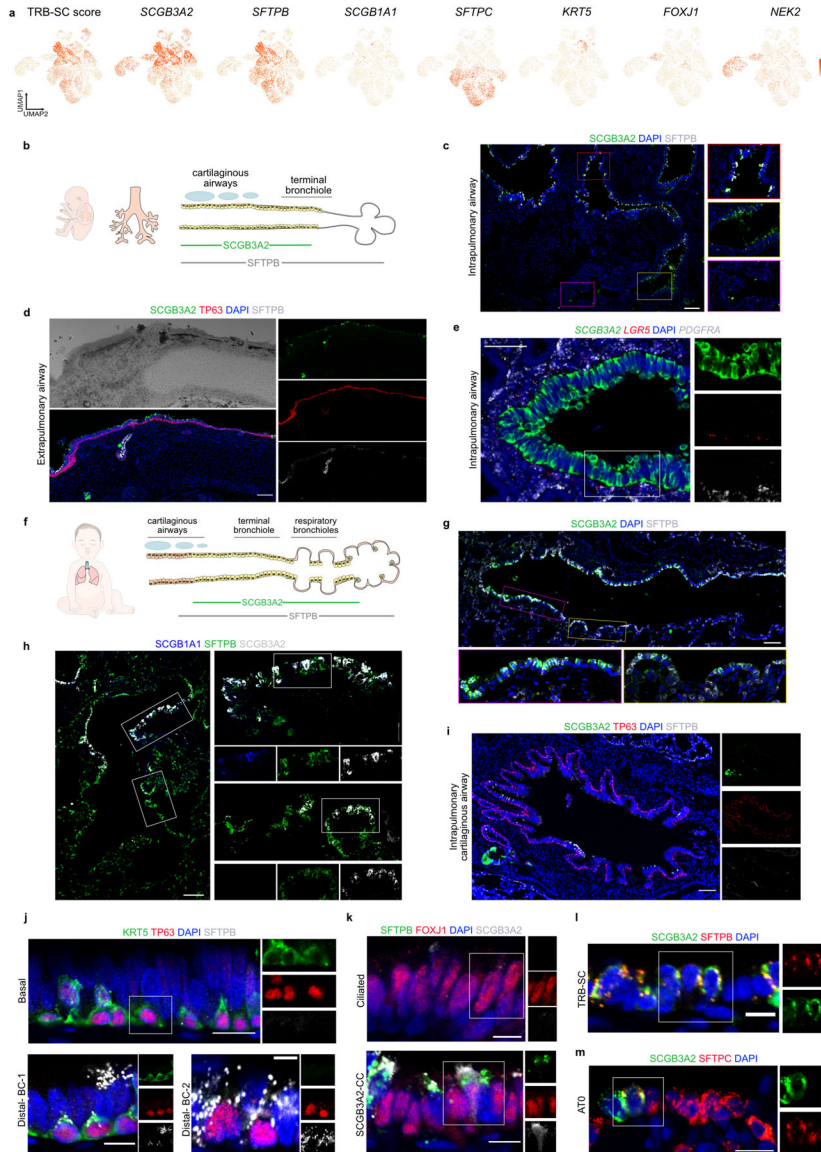 a
TRB-SC score SCGB3A2 SFTPB SCGB1A1 SFTPC KRT5 FOXJ1 NEK2
UMAP1
UMAP2
b
cartilaginous airways
terminal bronchiole
SCGB3A2
SFTPB
c
SCGB3A2 DAPI SFTPB
Intrapulmonary airway
d
SCGB3A2 TP63 DAPI SFTPB
Extrapulmonary airway
e
SCGB3A2 LGR5 DAPI PDGFRA
Intrapulmonary airway
f
cartilaginous airways
terminal bronchiole
respiratory bronchioles
SCGB3A2
SFTPB
g
SCGB3A2 DAPI SFTPB
h
SCGB1A1 SFTPB SCGB3A2
i
SCGB3A2 TP63 DAPI SFTPB
Intrapulmonary
cartilaginous airway
j
KRT5 TP63 DAPI SFTPB
Basal
Distal- BC-1
Distal- BC-2
k
SFTPB FOXJ1 DAPI SCGB3A2
Ciliated
SCGB3A2-CC
l
SCGB3A2 SFTPB DAPI
TRB-SC
m
SCGB3A2 SFTPC DAPI
AT0